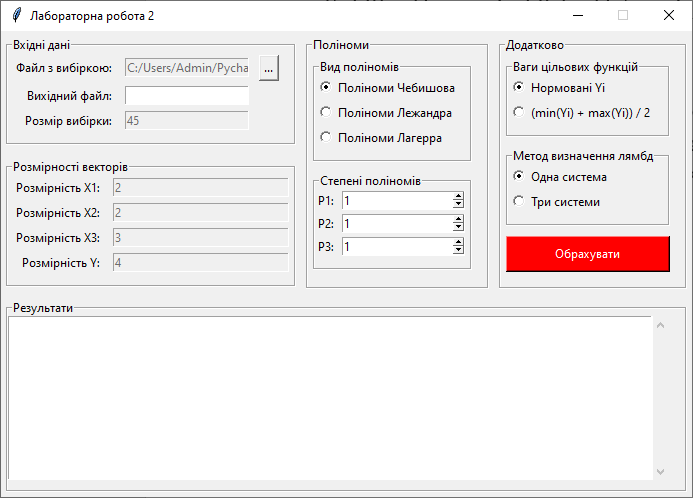 Лабораторна робота 2
Вхідні дані
Файл з вибіркою: C:/Users/Admin/Pycha ...
Вихідний файл:
Розмір вибірки: 45
Розмірності векторів
Розмірність X1: 2
Розмірність X2: 2
Розмірність X3: 3
Розмірність Y: 4
Поліноми
Вид поліномів
Поліноми Чебишова
Поліноми Лежандра
Поліноми Лагерра
Степені поліномів
P1: 1
P2: 1
P3: 1
Додатково
Ваги цільових функцій
Нормовані Yi
(min(Yi) + max(Yi)) / 2
Метод визначення лямбд
Одна система
Три системи
Обрахувати
Результати